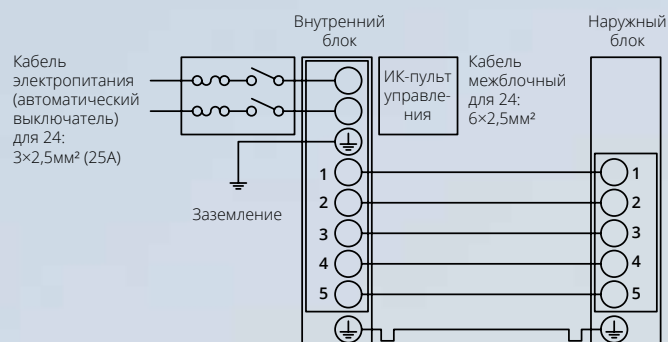 Внутренний
блок
Наружный
блок
Кабель
электропитания
(автоматический
выключатель)
для 24:
3×2,5мм² (25А)
ИК-пульт
управле-
ния
Кабель
межблочный
для 24:
6×2,5мм²
Заземление
1
2
3
4
5
1
2
3
4
5